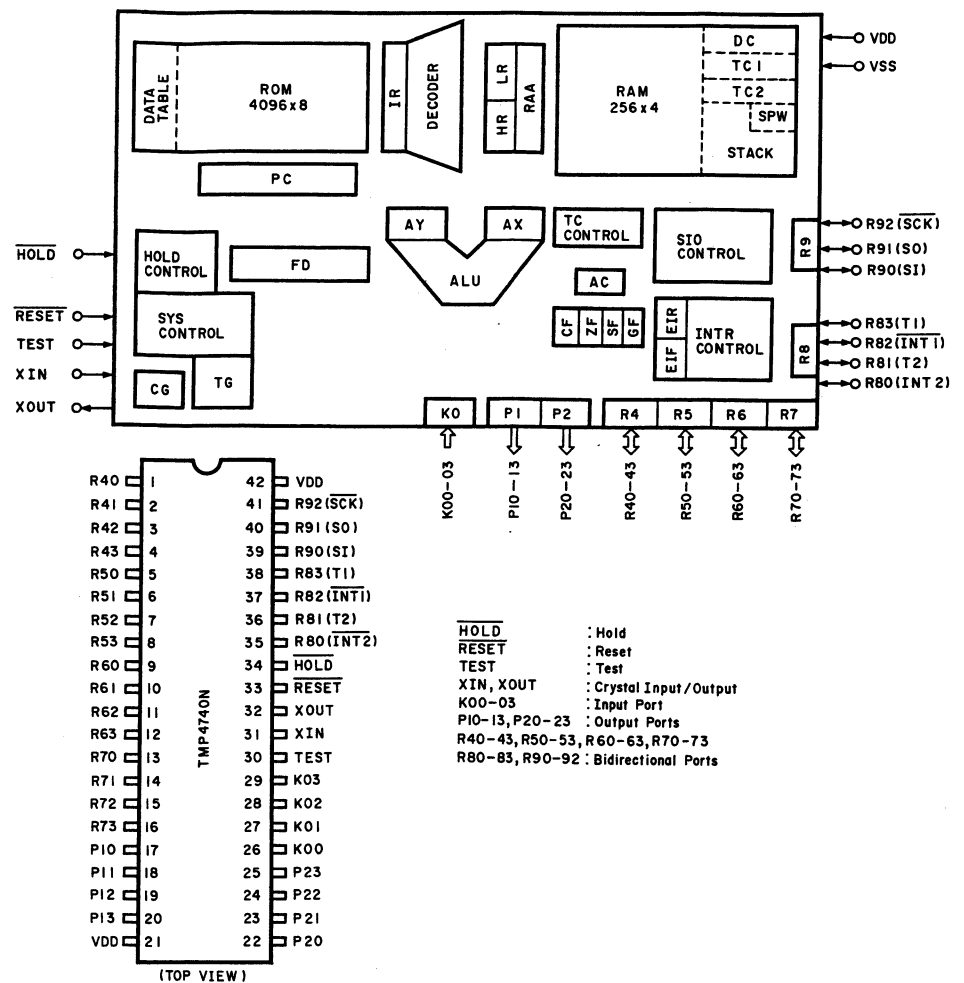 DATA TABLE
ROM
4096x8
IR
DECODER
LR
HR
RAA
RAM
256x4
DC
TC1
TC2
SPW
STACK
VDD
VSS
PC
HOLD
HOLD CONTROL
FD
AY
AX
ALU
TC CONTROL
SIO CONTROL
R9
R92(SCK)
R91(SO)
R90(SI)
AC
RESET
TEST
XIN
XOUT
SYS CONTROL
CG
TG
CF
ZF
SF
GF
EIR
EIF
INTR CONTROL
R8
R83(T1)
R82(INT1)
R81(T2)
R80(INT2)
K0
P1
P2
R4
R5
R6
R7
K00-03
P10-13
P20-23
R40-43
R50-53
R60-63
R70-73
R40 1 42 VDD
R41 2 41 R92(SCK)
R42 3 40 R91(SO)
R43 4 39 R90(SI)
R50 5 38 R83(T1)
R51 6 37 R82(INT1)
R52 7 36 R81(T2)
R53 8 35 R80(INT2)
R60 9 34 HOLD
R61 10 33 RESET
R62 11 32 XOUT
R63 12 31 XIN
R70 13 30 TEST
R71 14 29 K03
R72 15 28 K02
R73 16 27 K01
P10 17 26 K00
P11 18 25 P23
P12 19 24 P22
P13 20 23 P21
VDD 21 22 P20
TMP4740N
(TOP VIEW)
HOLD : Hold
RESET : Reset
TEST : Test
XIN, XOUT : Crystal Input/Output
K00-03 : Input Port
P10-13, P20-23 : Output Ports
R40-43, R50-53, R60-63, R70-73
R80-83, R90-92 : Bidirectional Ports